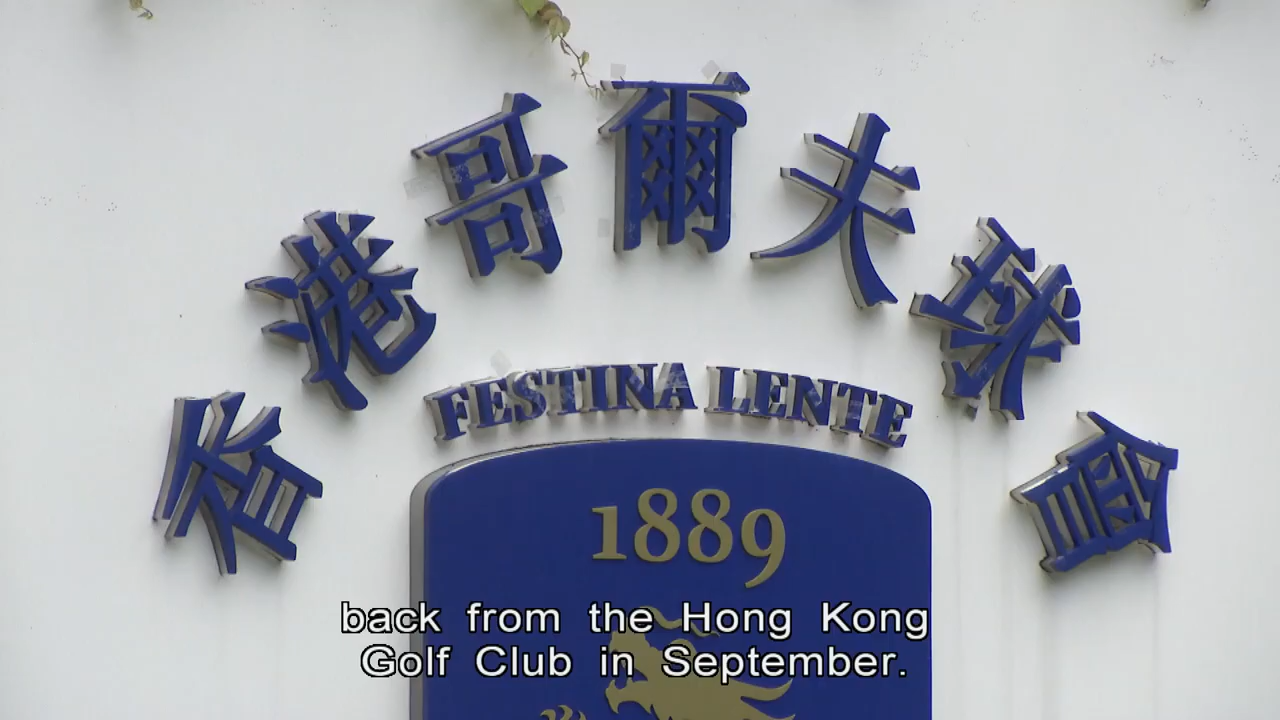 香港哥爾夫球會
FESTINA LENTE
1889
back from the Hong Kong
Golf Club in September.